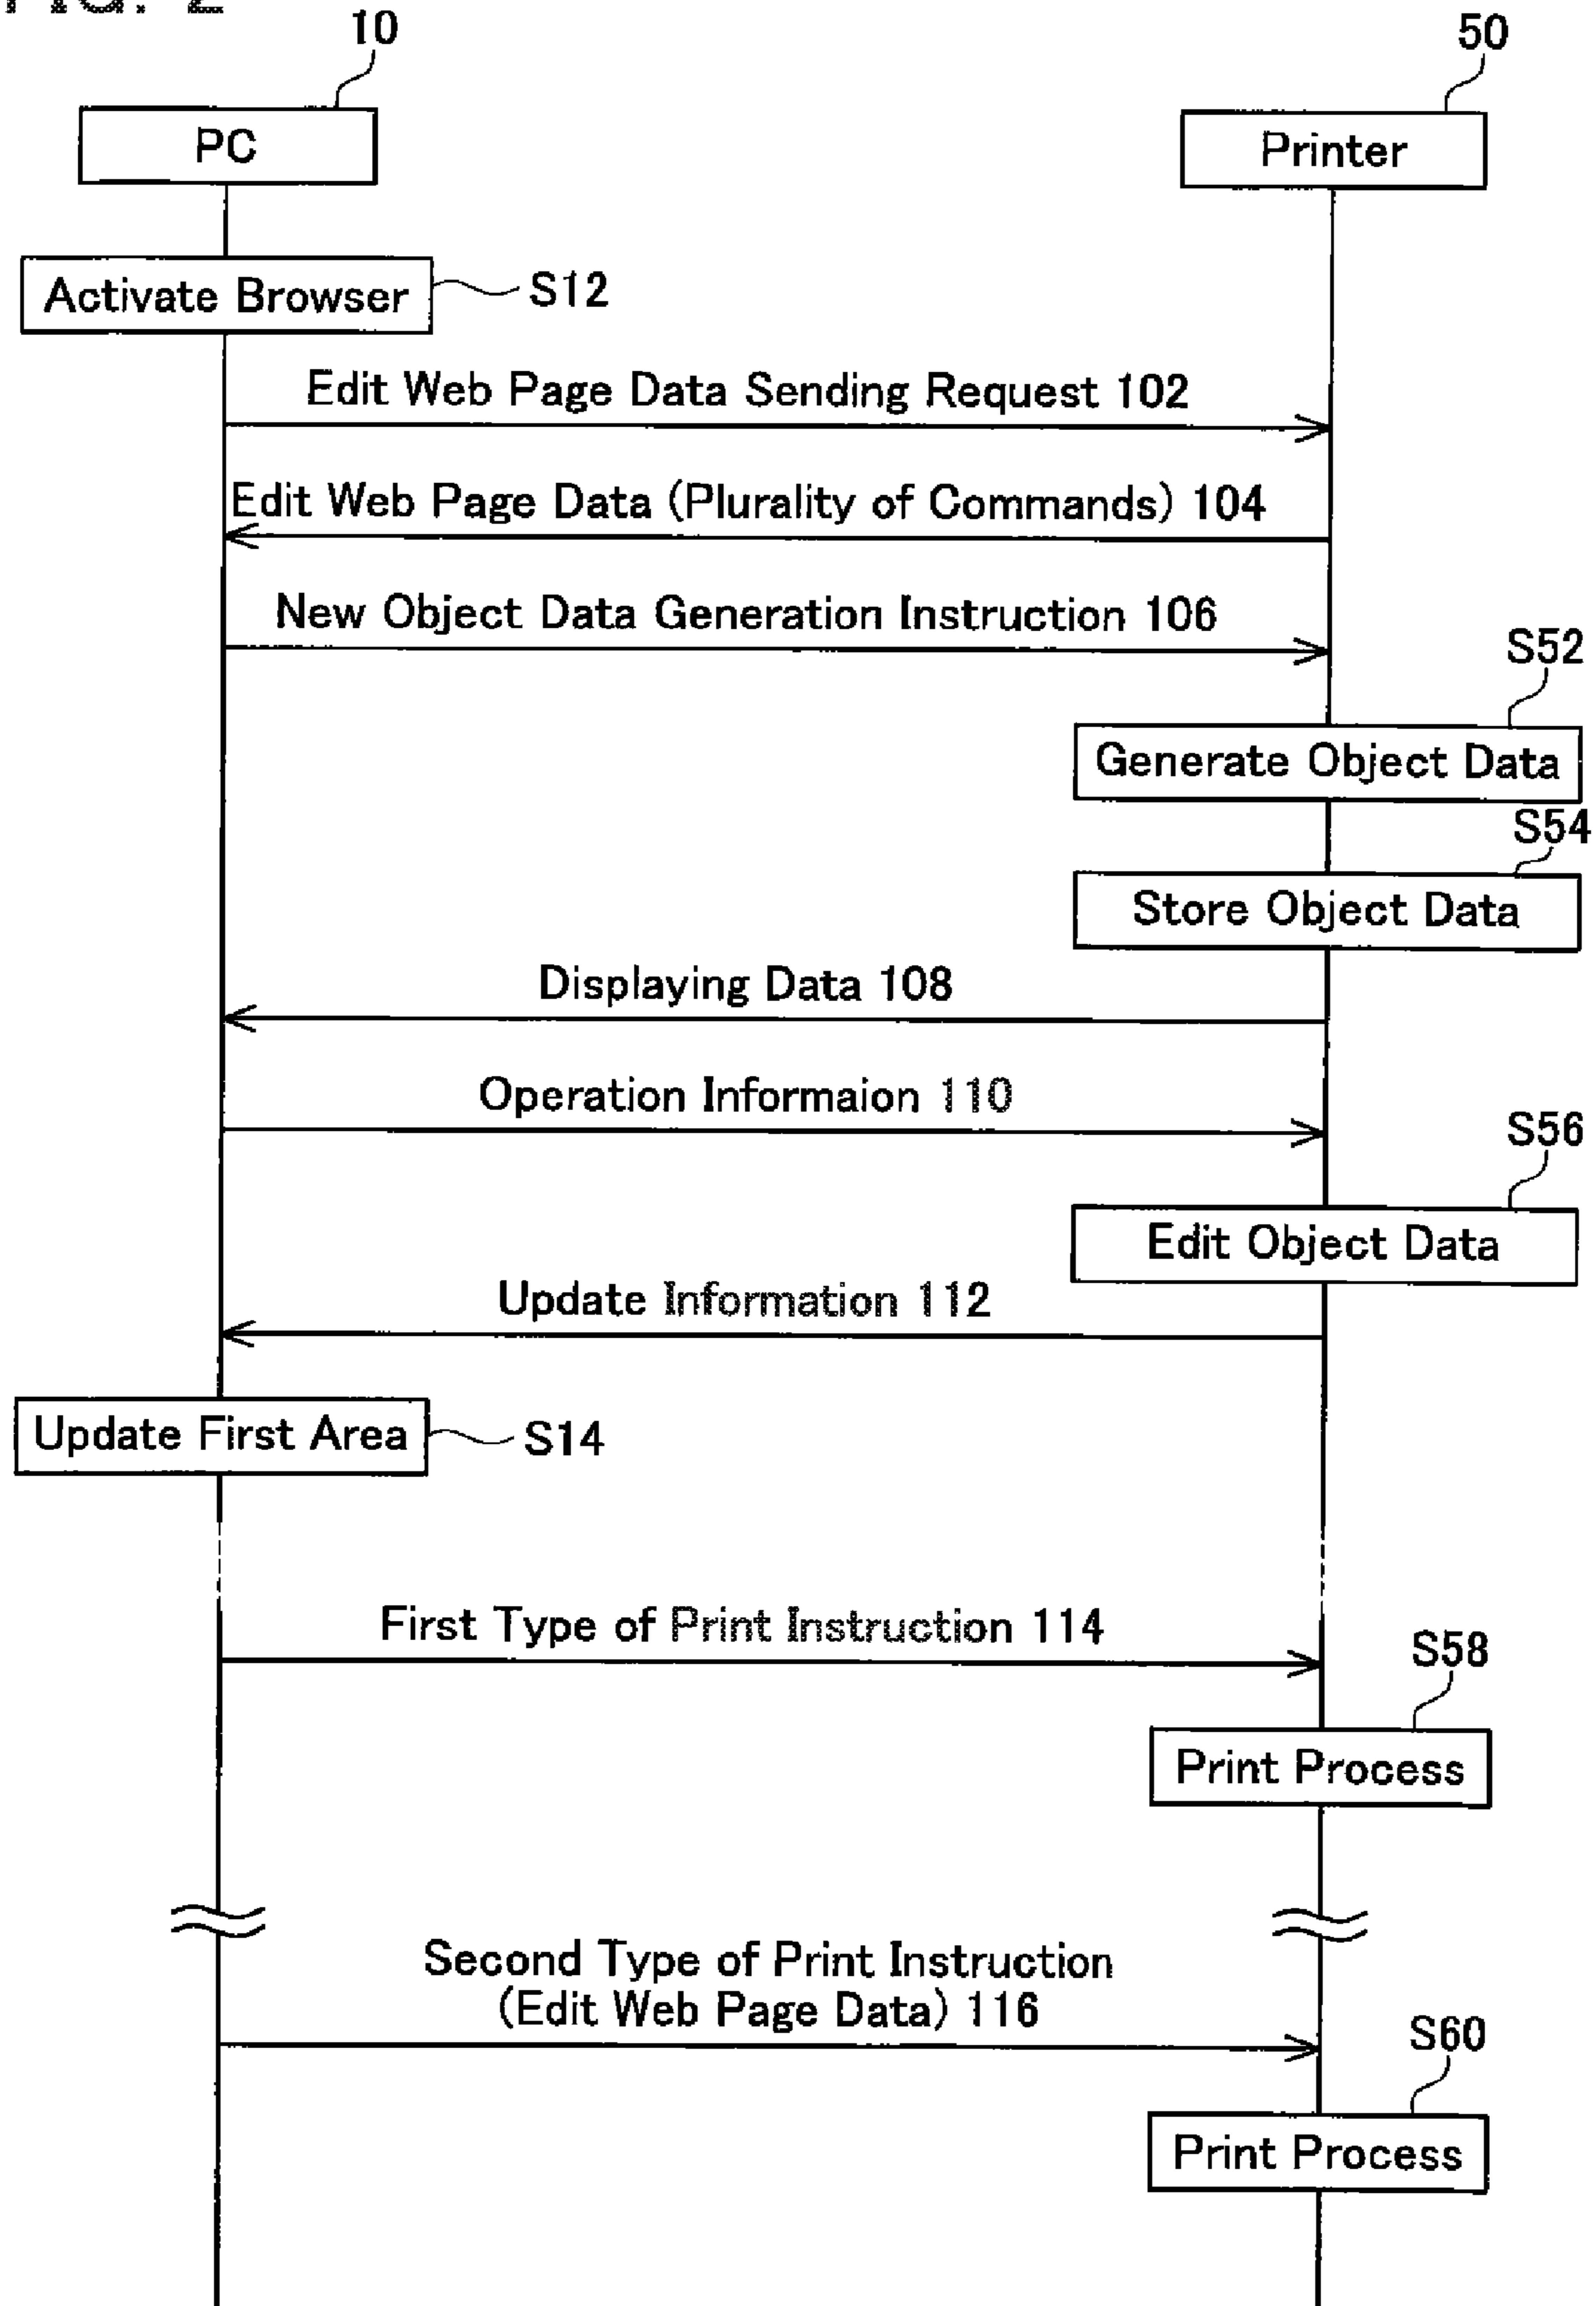 FIG. 2
10
50
PC
Printer
Activate Browser
S12
Edit Web Page Data Sending Request 102
Edit Web Page Data (Plurality of Commands) 104
New Object Data Generation Instruction 106
S52
Generate Object Data
S54
Store Object Data
Displaying Data 108
Operation Informaion 110
S56
Edit Object Data
Update Information 112
Update First Area
S14
First Type of Print Instruction 114
S58
Print Process
Second Type of Print Instruction
(Edit Web Page Data) 116
S60
Print Process